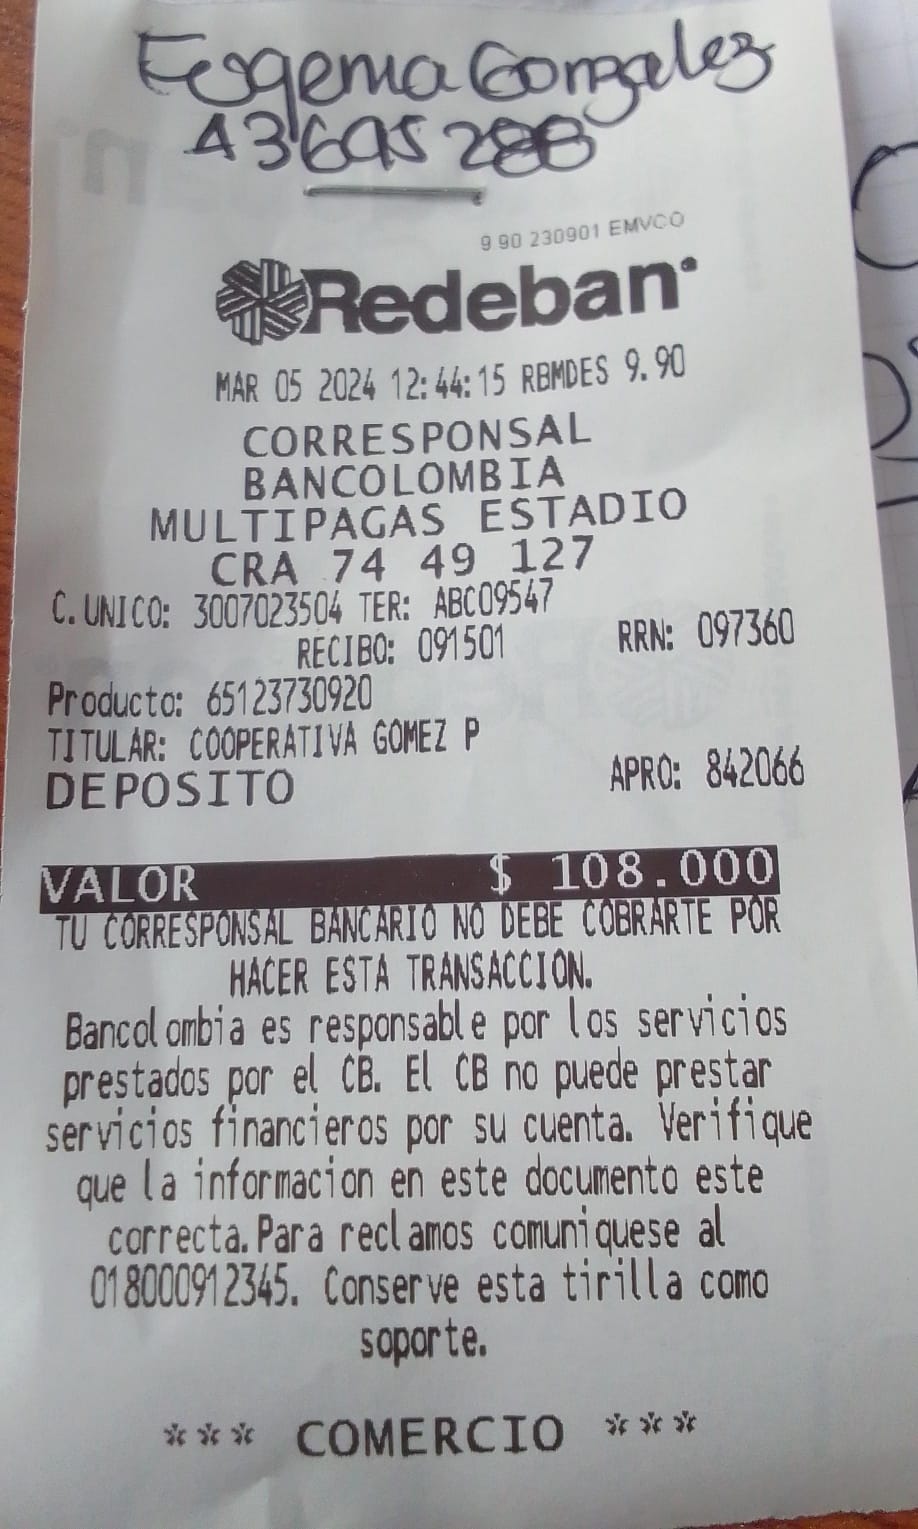 Eugenia Gonzalez
43695288
9 90 230901 EMVCO
Redeban
MAR 05 2024 12:44:15 RBMDES 9.90
CORRESPONSAL
BANCOLOMBIA
MULTIPAGAS ESTADIO
CRA 74 49 127
C. UNICO: 3007023504 TER: ABC09547
RECIBO: 091501 RRN: 097360
Producto: 65123730920
TITULAR: COOPERATIVA GOMEZ P
DEPOSITO APRO: 842066
VALOR $ 108.000
TU CORRESPONSAL BANCARIO NO DEBE COBRARTE POR
HACER ESTA TRANSACCION.
Bancolombia es responsable por los servicios
prestados por el CB. El CB no puede prestar
servicios financieros por su cuenta. Verifique
que la informacion en este documento este
correcta. Para reclamos comuniquese al
018000912345. Conserve esta tirilla como
soporte.
*** COMERCIO ***